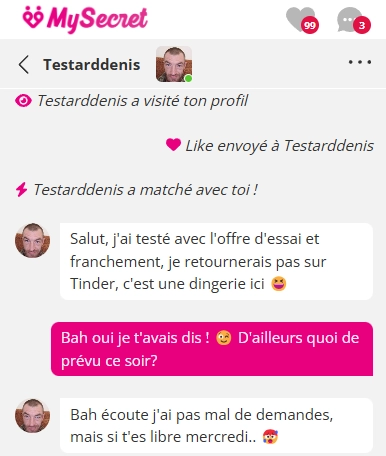 MySecret
99
3
Testarddenis
Testarddenis a visité ton profil
Like envoyé à Testarddenis
Testarddenis a matché avec toi !
Salut, j'ai testé avec l'offre d'essai et
franchement, je retournerais pas sur
Tinder, c'est une dingerie ici 😆
Bah oui je t'avais dis ! 😉 D'ailleurs quoi de
prévu ce soir?
Bah écoute j'ai pas mal de demandes,
mais si t'es libre mercredi.. 🥳